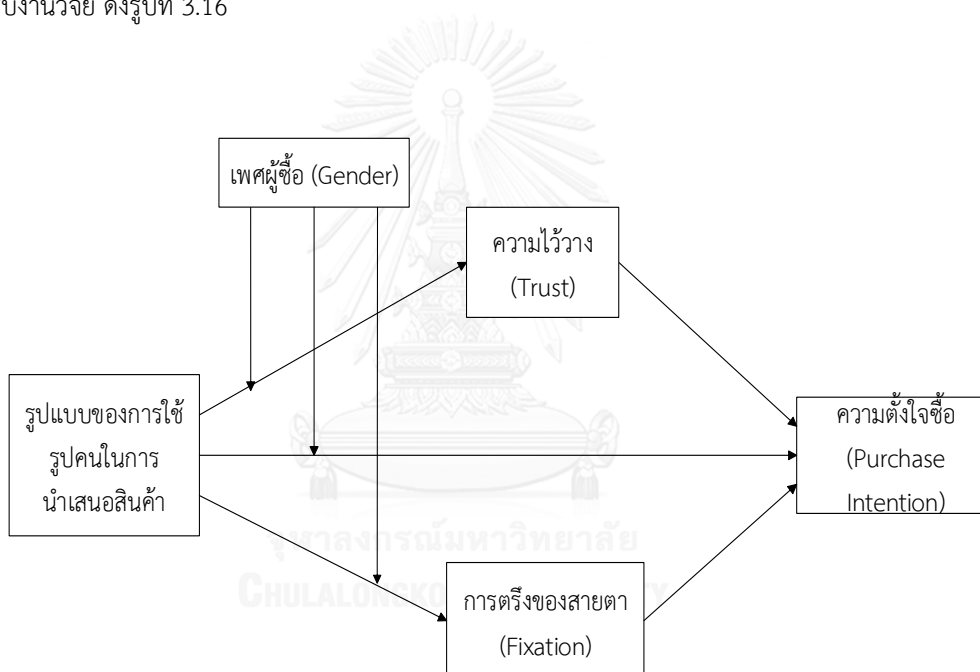 บงานวิจัย ดังรูปที่ 3.16
เพศผู้ซื้อ (Gender)
ความไว้วาง
(Trust)
รูปแบบของการใช้
รูปคนในการ
นำเสนอสินค้า
ความตั้งใจซื้อ
(Purchase
Intention)
จุฬาลงกรณ์มหาวิทยาลัย
การตรึงของสายตา
(Fixation)